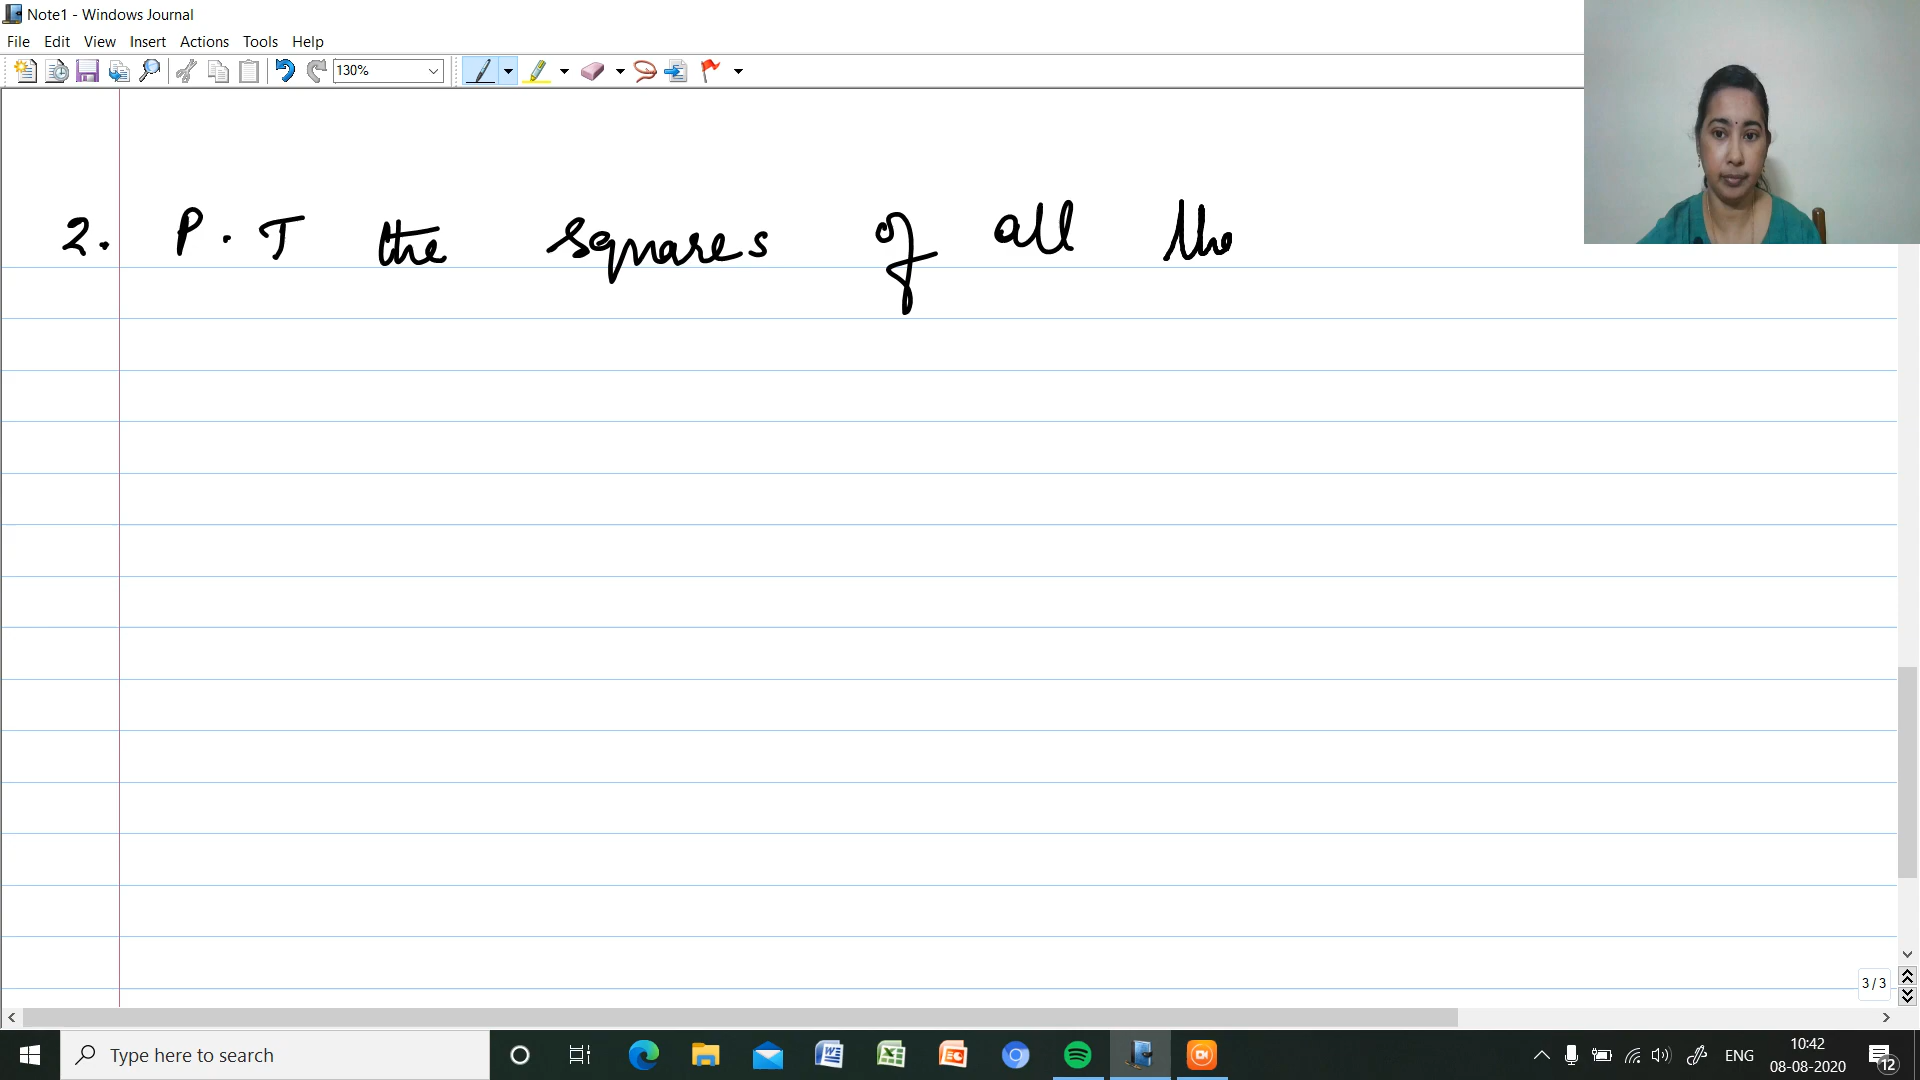 Note1 - Windows Journal
File Edit View Insert Actions Tools Help
130%
2. P.T the squares of all the
3 / 3
Type here to search
ENG
10:42
08-08-2020
12